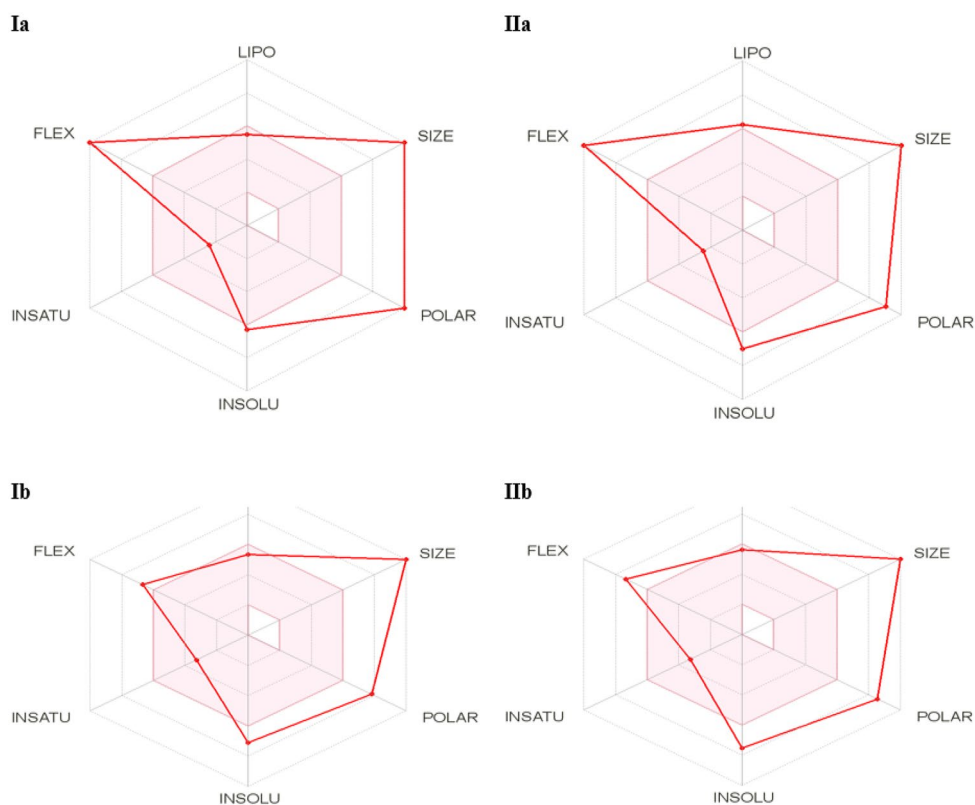 Ia
LIPO
FLEX
SIZE
INSATU
POLAR
INSOLU
IIa
LIPO
FLEX
SIZE
INSATU
POLAR
INSOLU
Ib
FLEX
SIZE
INSATU
POLAR
INSOLU
IIb
FLEX
SIZE
INSATU
POLAR
INSOLU